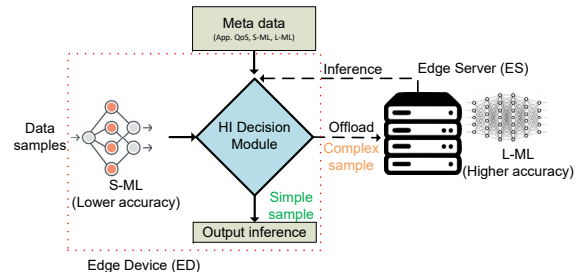 Meta data
(App. QoS, S-ML, L-ML)
Inference
Edge Server (ES)
Data
samples
HI Decision
Module
Offload
Complex
sample
S-ML
(Lower accuracy)
L-ML
(Higher accuracy)
Simple
sample
Output inference
Edge Device (ED)